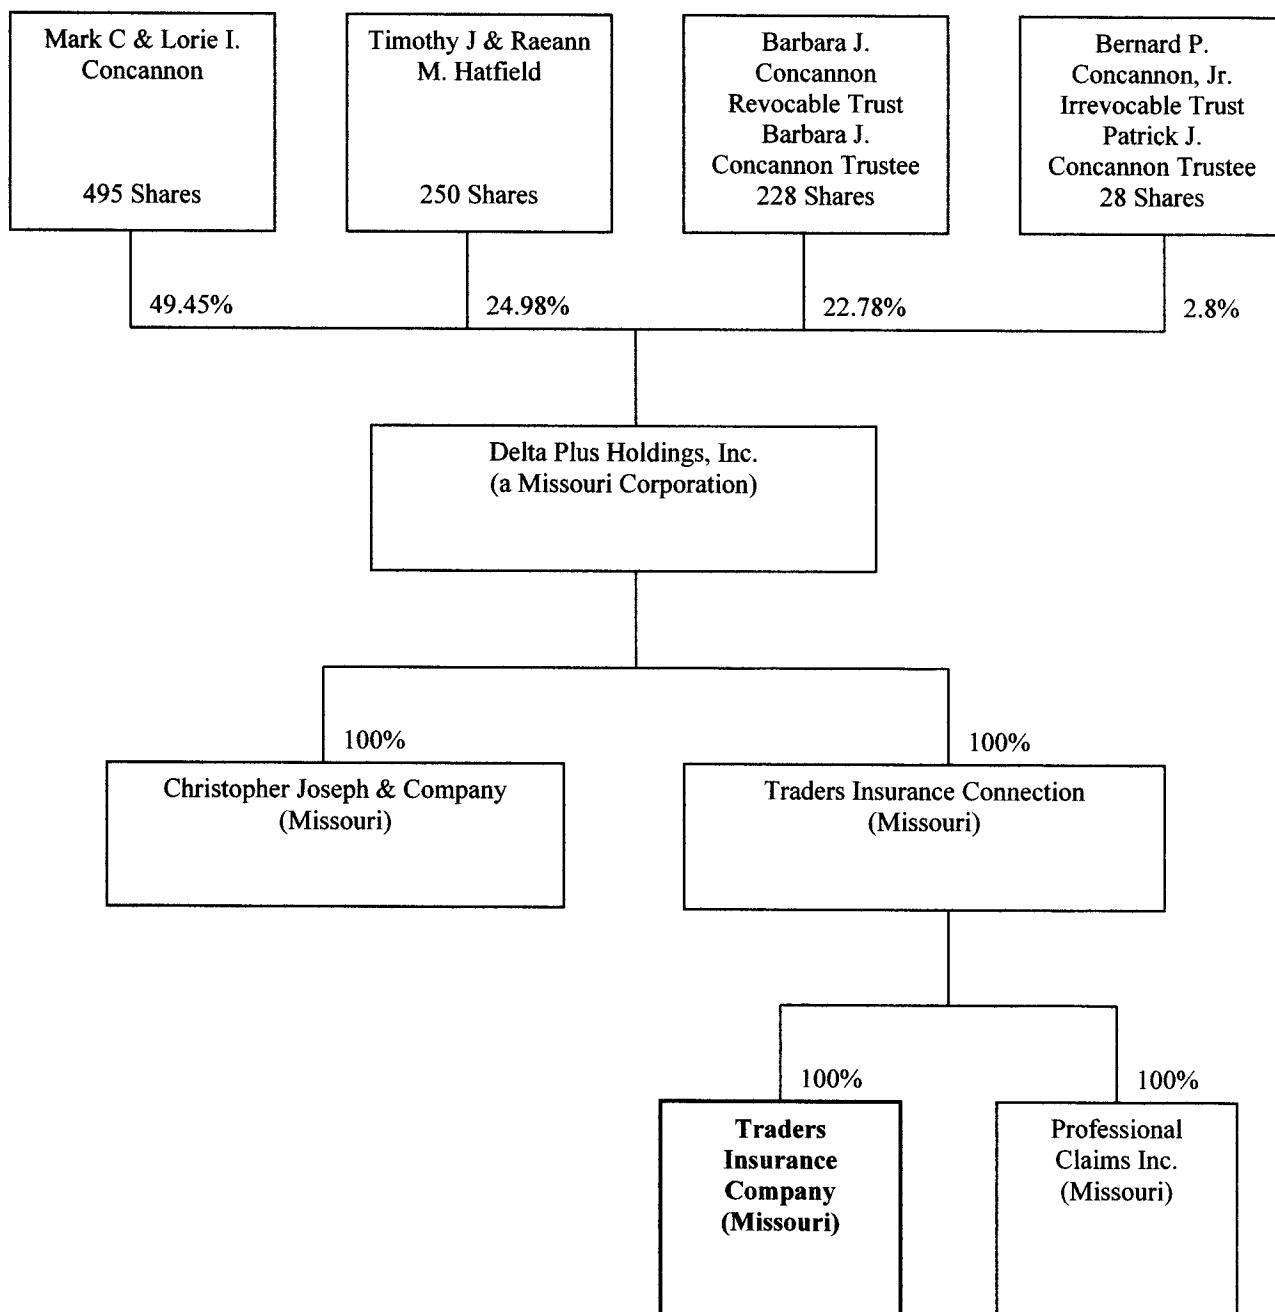 Mark C & Lorie I.
Concannon
495 Shares
Timothy J & Raeann
M. Hatfield
250 Shares
Barbara J.
Concannon
Revocable Trust
Barbara J.
Concannon Trustee
228 Shares
Bernard P.
Concannon, Jr.
Irrevocable Trust
Patrick J.
Concannon Trustee
28 Shares
49.45%
24.98%
22.78%
2.8%
Delta Plus Holdings, Inc.
(a Missouri Corporation)
100%
100%
Christopher Joseph & Company
(Missouri)
Traders Insurance Connection
(Missouri)
100%
100%
Traders
Insurance
Company
(Missouri)
Professional
Claims Inc.
(Missouri)